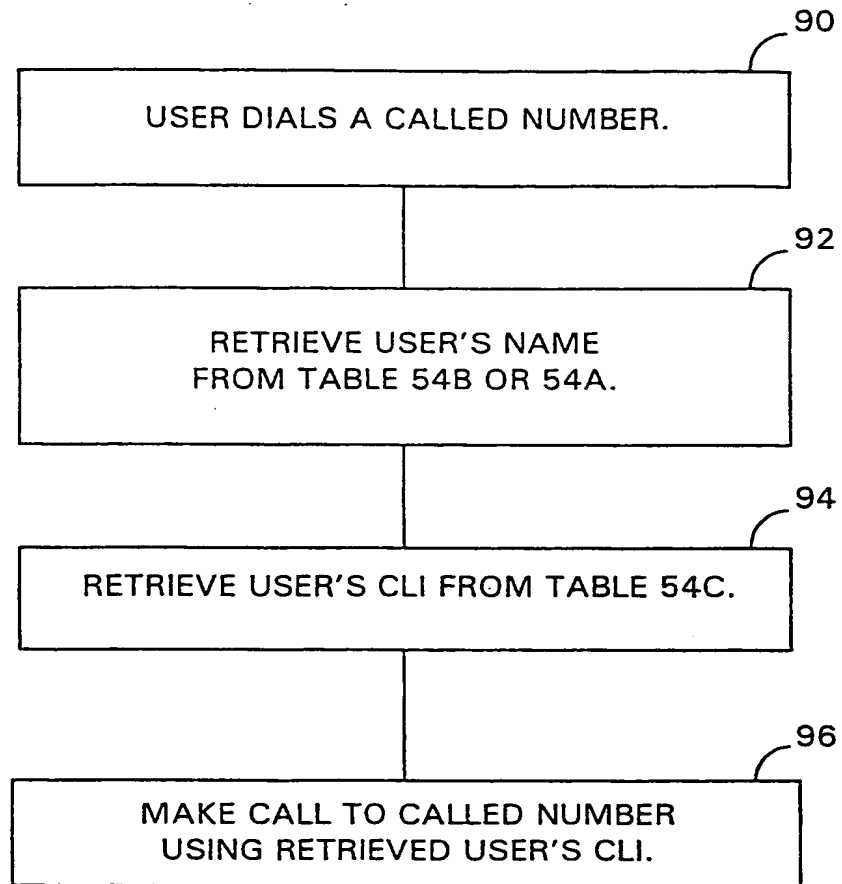 90
USER DIALS A CALLED NUMBER.
92
RETRIEVE USER'S NAME
FROM TABLE 54B OR 54A.
94
RETRIEVE USER'S CLI FROM TABLE 54C.
96
MAKE CALL TO CALLED NUMBER
USING RETRIEVED USER'S CLI.